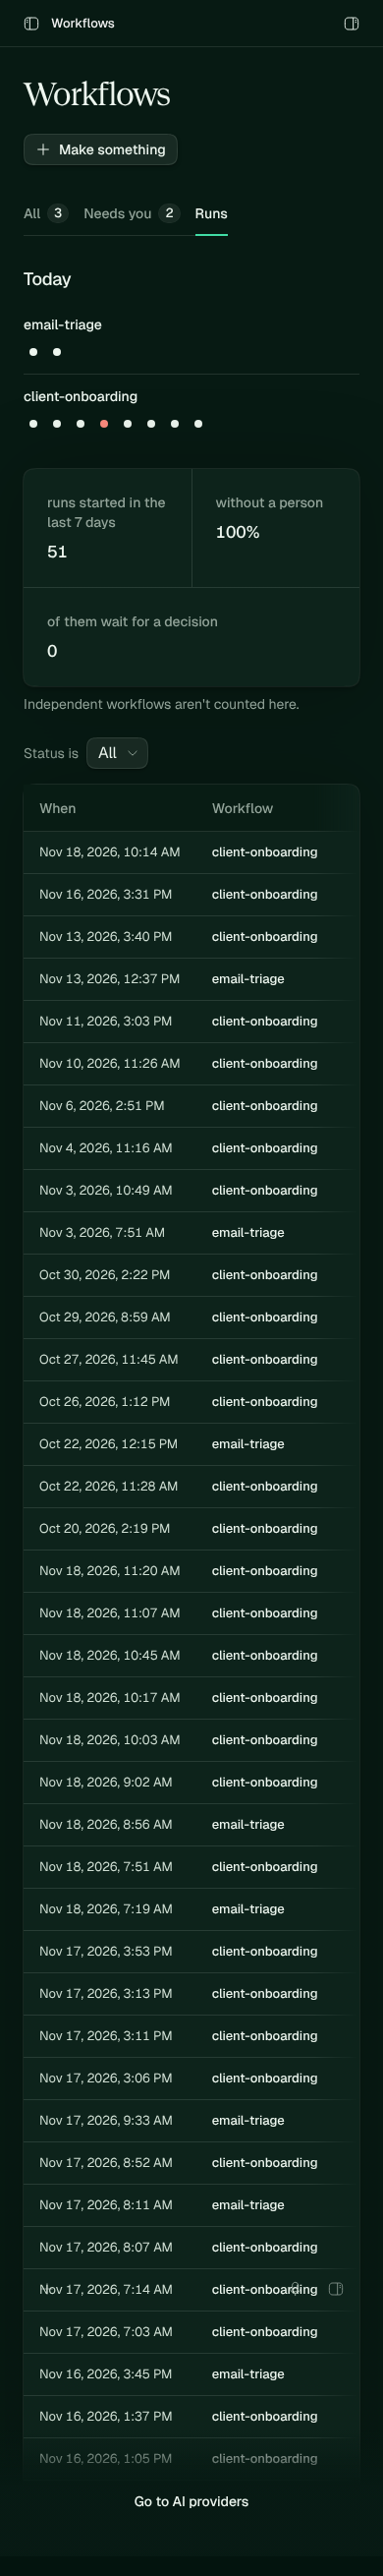 Workflows
Workflows
Make something
All 3 Needs you 2 Runs
Today
email-triage
client-onboarding
runs started in the
last 7 days
51
without a person
100%
of them wait for a decision
0
Independent workflows aren't counted here.
Status is All
When Workflow
Nov 18, 2026, 10:14 AM client-onboarding
Nov 16, 2026, 3:31 PM client-onboarding
Nov 13, 2026, 3:40 PM client-onboarding
Nov 13, 2026, 12:37 PM email-triage
Nov 11, 2026, 3:03 PM client-onboarding
Nov 10, 2026, 11:26 AM client-onboarding
Nov 6, 2026, 2:51 PM client-onboarding
Nov 4, 2026, 11:16 AM client-onboarding
Nov 3, 2026, 10:49 AM client-onboarding
Nov 3, 2026, 7:51 AM email-triage
Oct 30, 2026, 2:22 PM client-onboarding
Oct 29, 2026, 8:59 AM client-onboarding
Oct 27, 2026, 11:45 AM client-onboarding
Oct 26, 2026, 1:12 PM client-onboarding
Oct 22, 2026, 12:15 PM email-triage
Oct 22, 2026, 11:28 AM client-onboarding
Oct 20, 2026, 2:19 PM client-onboarding
Nov 18, 2026, 11:20 AM client-onboarding
Nov 18, 2026, 11:07 AM client-onboarding
Nov 18, 2026, 10:45 AM client-onboarding
Nov 18, 2026, 10:17 AM client-onboarding
Nov 18, 2026, 10:03 AM client-onboarding
Nov 18, 2026, 9:02 AM client-onboarding
Nov 18, 2026, 8:56 AM email-triage
Nov 18, 2026, 7:51 AM client-onboarding
Nov 18, 2026, 7:19 AM email-triage
Nov 17, 2026, 3:53 PM client-onboarding
Nov 17, 2026, 3:13 PM client-onboarding
Nov 17, 2026, 3:11 PM client-onboarding
Nov 17, 2026, 3:06 PM client-onboarding
Nov 17, 2026, 9:33 AM email-triage
Nov 17, 2026, 8:52 AM client-onboarding
Nov 17, 2026, 8:11 AM email-triage
Nov 17, 2026, 8:07 AM client-onboarding
Nov 17, 2026, 7:14 AM client-onboarding
Nov 17, 2026, 7:03 AM client-onboarding
Nov 16, 2026, 3:45 PM email-triage
Nov 16, 2026, 1:37 PM client-onboarding
Nov 16, 2026, 1:05 PM client-onboarding
Go to AI providers